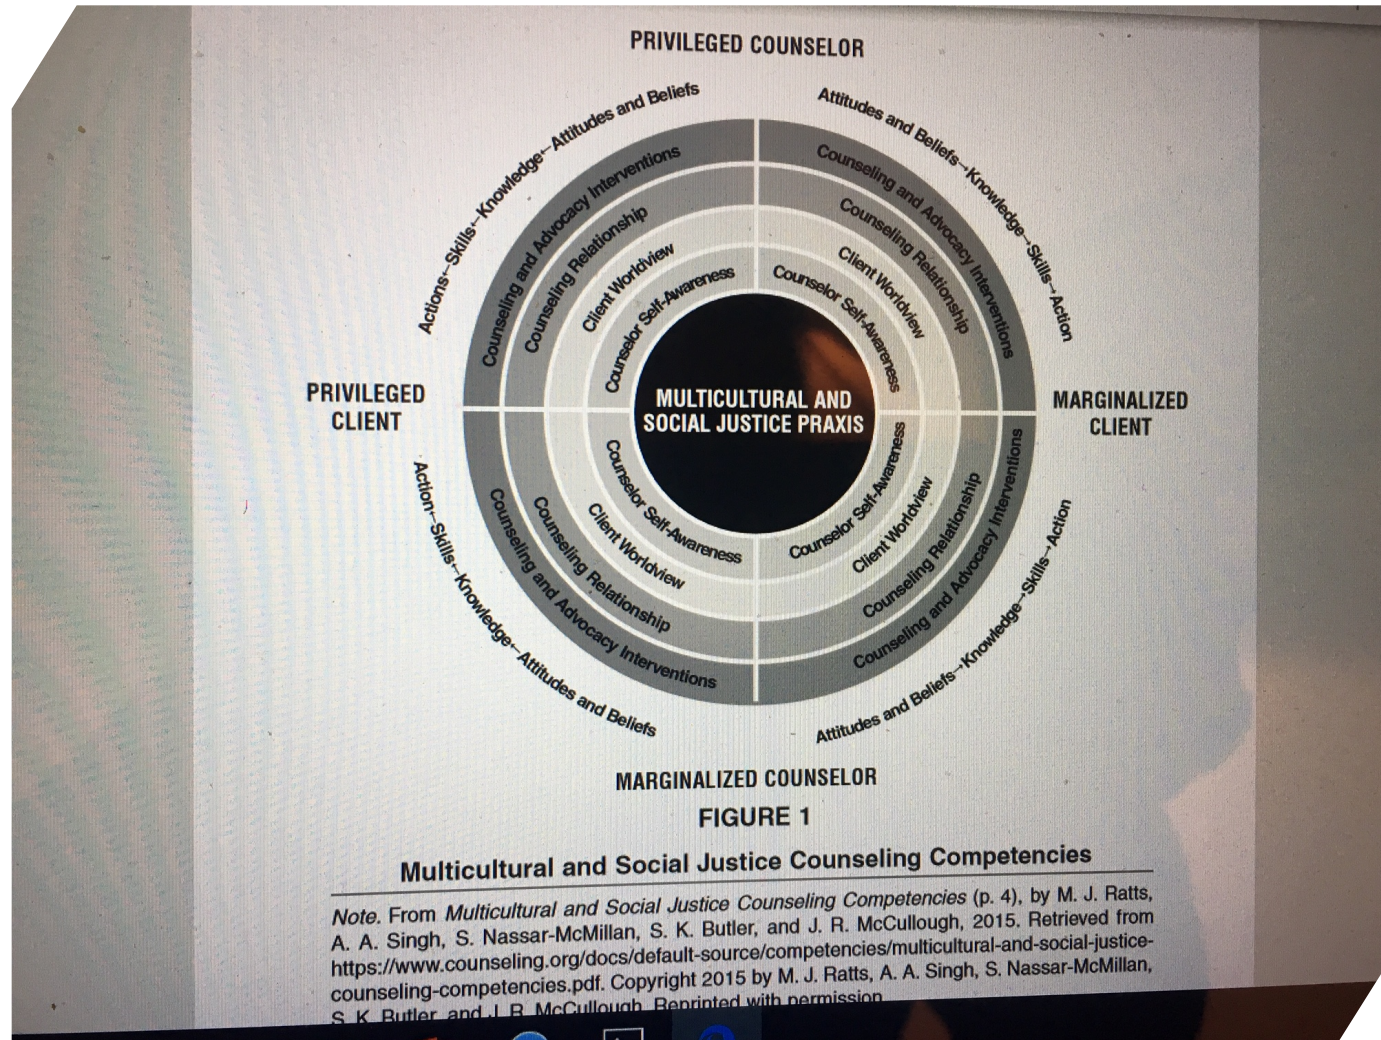 PRIVILEGED COUNSELOR
Actions←Skills←Knowledge←Attitudes and Beliefs
Attitudes and Beliefs→Knowledge→Skills→Action
Counseling and Advocacy Interventions
Counseling Relationship
Client Worldview
Counselor Self-Awareness
Counseling and Advocacy Interventions
Counseling Relationship
Client Worldview
Counselor Self-Awareness
PRIVILEGED
CLIENT
MULTICULTURAL AND
SOCIAL JUSTICE PRAXIS
MARGINALIZED
CLIENT
Counselor Self-Awareness
Client Worldview
Counseling Relationship
Counseling and Advocacy Interventions
Counselor Self-Awareness
Client Worldview
Counseling Relationship
Counseling and Advocacy Interventions
Action←Skills←Knowledge←Attitudes and Beliefs
Attitudes and Beliefs→Knowledge→Skills→Action
MARGINALIZED COUNSELOR
FIGURE 1
Multicultural and Social Justice Counseling Competencies
Note. From Multicultural and Social Justice Counseling Competencies (p. 4), by M. J. Ratts,
A. A. Singh, S. Nassar-McMillan, S. K. Butler, and J. R. McCullough, 2015. Retrieved from
https://www.counseling.org/docs/default-source/competencies/multicultural-and-social-justice-
counseling-competencies.pdf. Copyright 2015 by M. J. Ratts, A. A. Singh, S. Nassar-McMillan,
S. K. Butler, and J. R. McCullough. Reprinted with permission